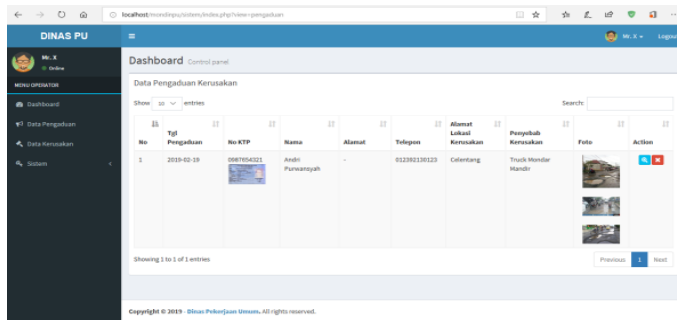 localhost/mondinpu/sistem/index.php?view=pengaduan
DINAS PU
Mr. X
Logout
Mr. X
Online
MENU OPERATOR
Dashboard
Data Pengaduan
Data Kerusakan
Sistem
Dashboard Control panel
Data Pengaduan Kerusakan
Show 10 entries
Search:
No
Tgl Pengaduan
No KTP
Nama
Alamat
Telepon
Alamat Lokasi Kerusakan
Penyebab Kerusakan
Foto
Action
1
2019-02-19
0987654321
Andri Purwansyah
-
012382130123
Celentang
Truck Mondar Mandir
Showing 1 to 1 of 1 entries
Previous 1 Next
Copyright © 2019 - Dinas Pekerjaan Umum. All rights reserved.